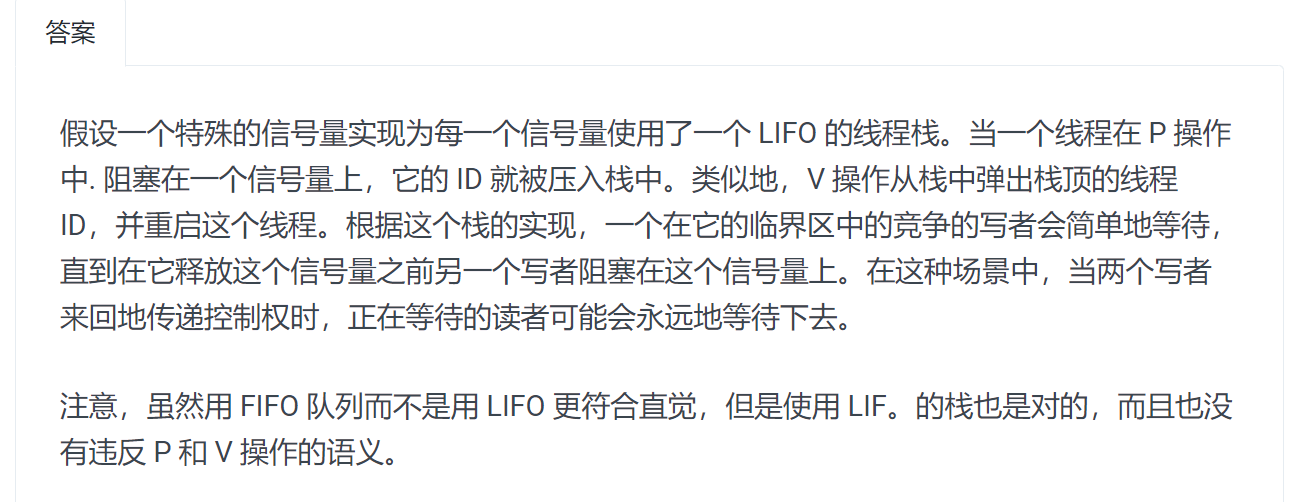 答案
假设一个特殊的信号量实现为每一个信号量使用了一个 LIFO 的线程栈。当一个线程在 P 操作
中. 阻塞在一个信号量上，它的 ID 就被压入栈中。类似地，V 操作从栈中弹出栈顶的线程
ID，并重启这个线程。根据这个栈的实现，一个在它的临界区中的竞争的写者会简单地等待，
直到在它释放这个信号量之前另一个写者阻塞在这个信号量上。在这种场景中，当两个写者
来回地传递控制权时，正在等待的读者可能会永远地等待下去。
注意，虽然用 FIFO 队列而不是用 LIFO 更符合直觉，但是使用 LIF。的栈也是对的，而且也没
有违反 P 和 V 操作的语义。